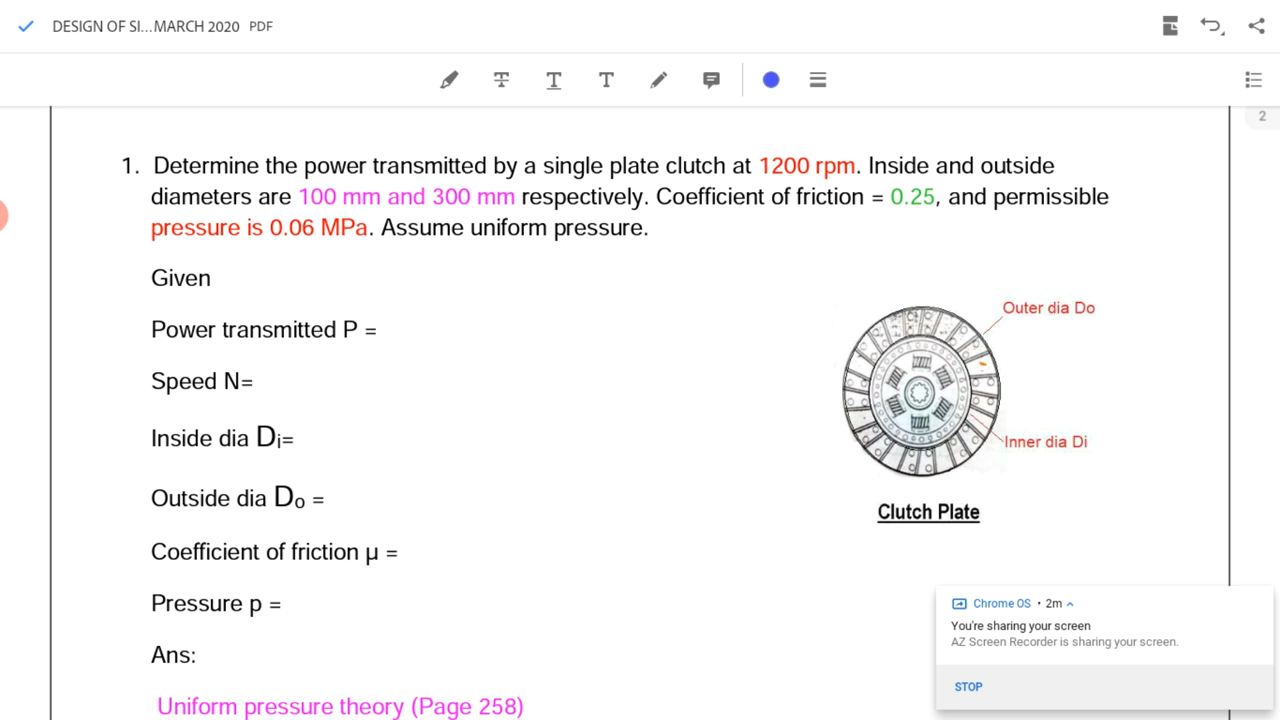 DESIGN OF SI...MARCH 2020 PDF
2
1. Determine the power transmitted by a single plate clutch at 1200 rpm. Inside and outside
diameters are 100 mm and 300 mm respectively. Coefficient of friction = 0.25, and permissible
pressure is 0.06 MPa. Assume uniform pressure.
Given
Power transmitted P =
Speed N=
Inside dia Di=
Outside dia Do =
Coefficient of friction μ =
Pressure p =
Ans:
Uniform pressure theory (Page 258)
Outer dia Do
Inner dia Di
Clutch Plate
Chrome OS • 2m
You're sharing your screen
AZ Screen Recorder is sharing your screen.
STOP